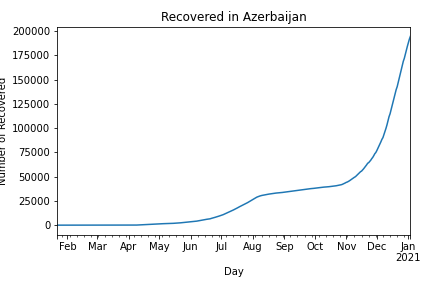 Recovered in Azerbaijan
200000
175000
150000
125000
100000
75000
50000
25000
0
Number of Recovered
Feb Mar Apr May Jun Jul Aug Sep Oct Nov Dec Jan
2021
Day